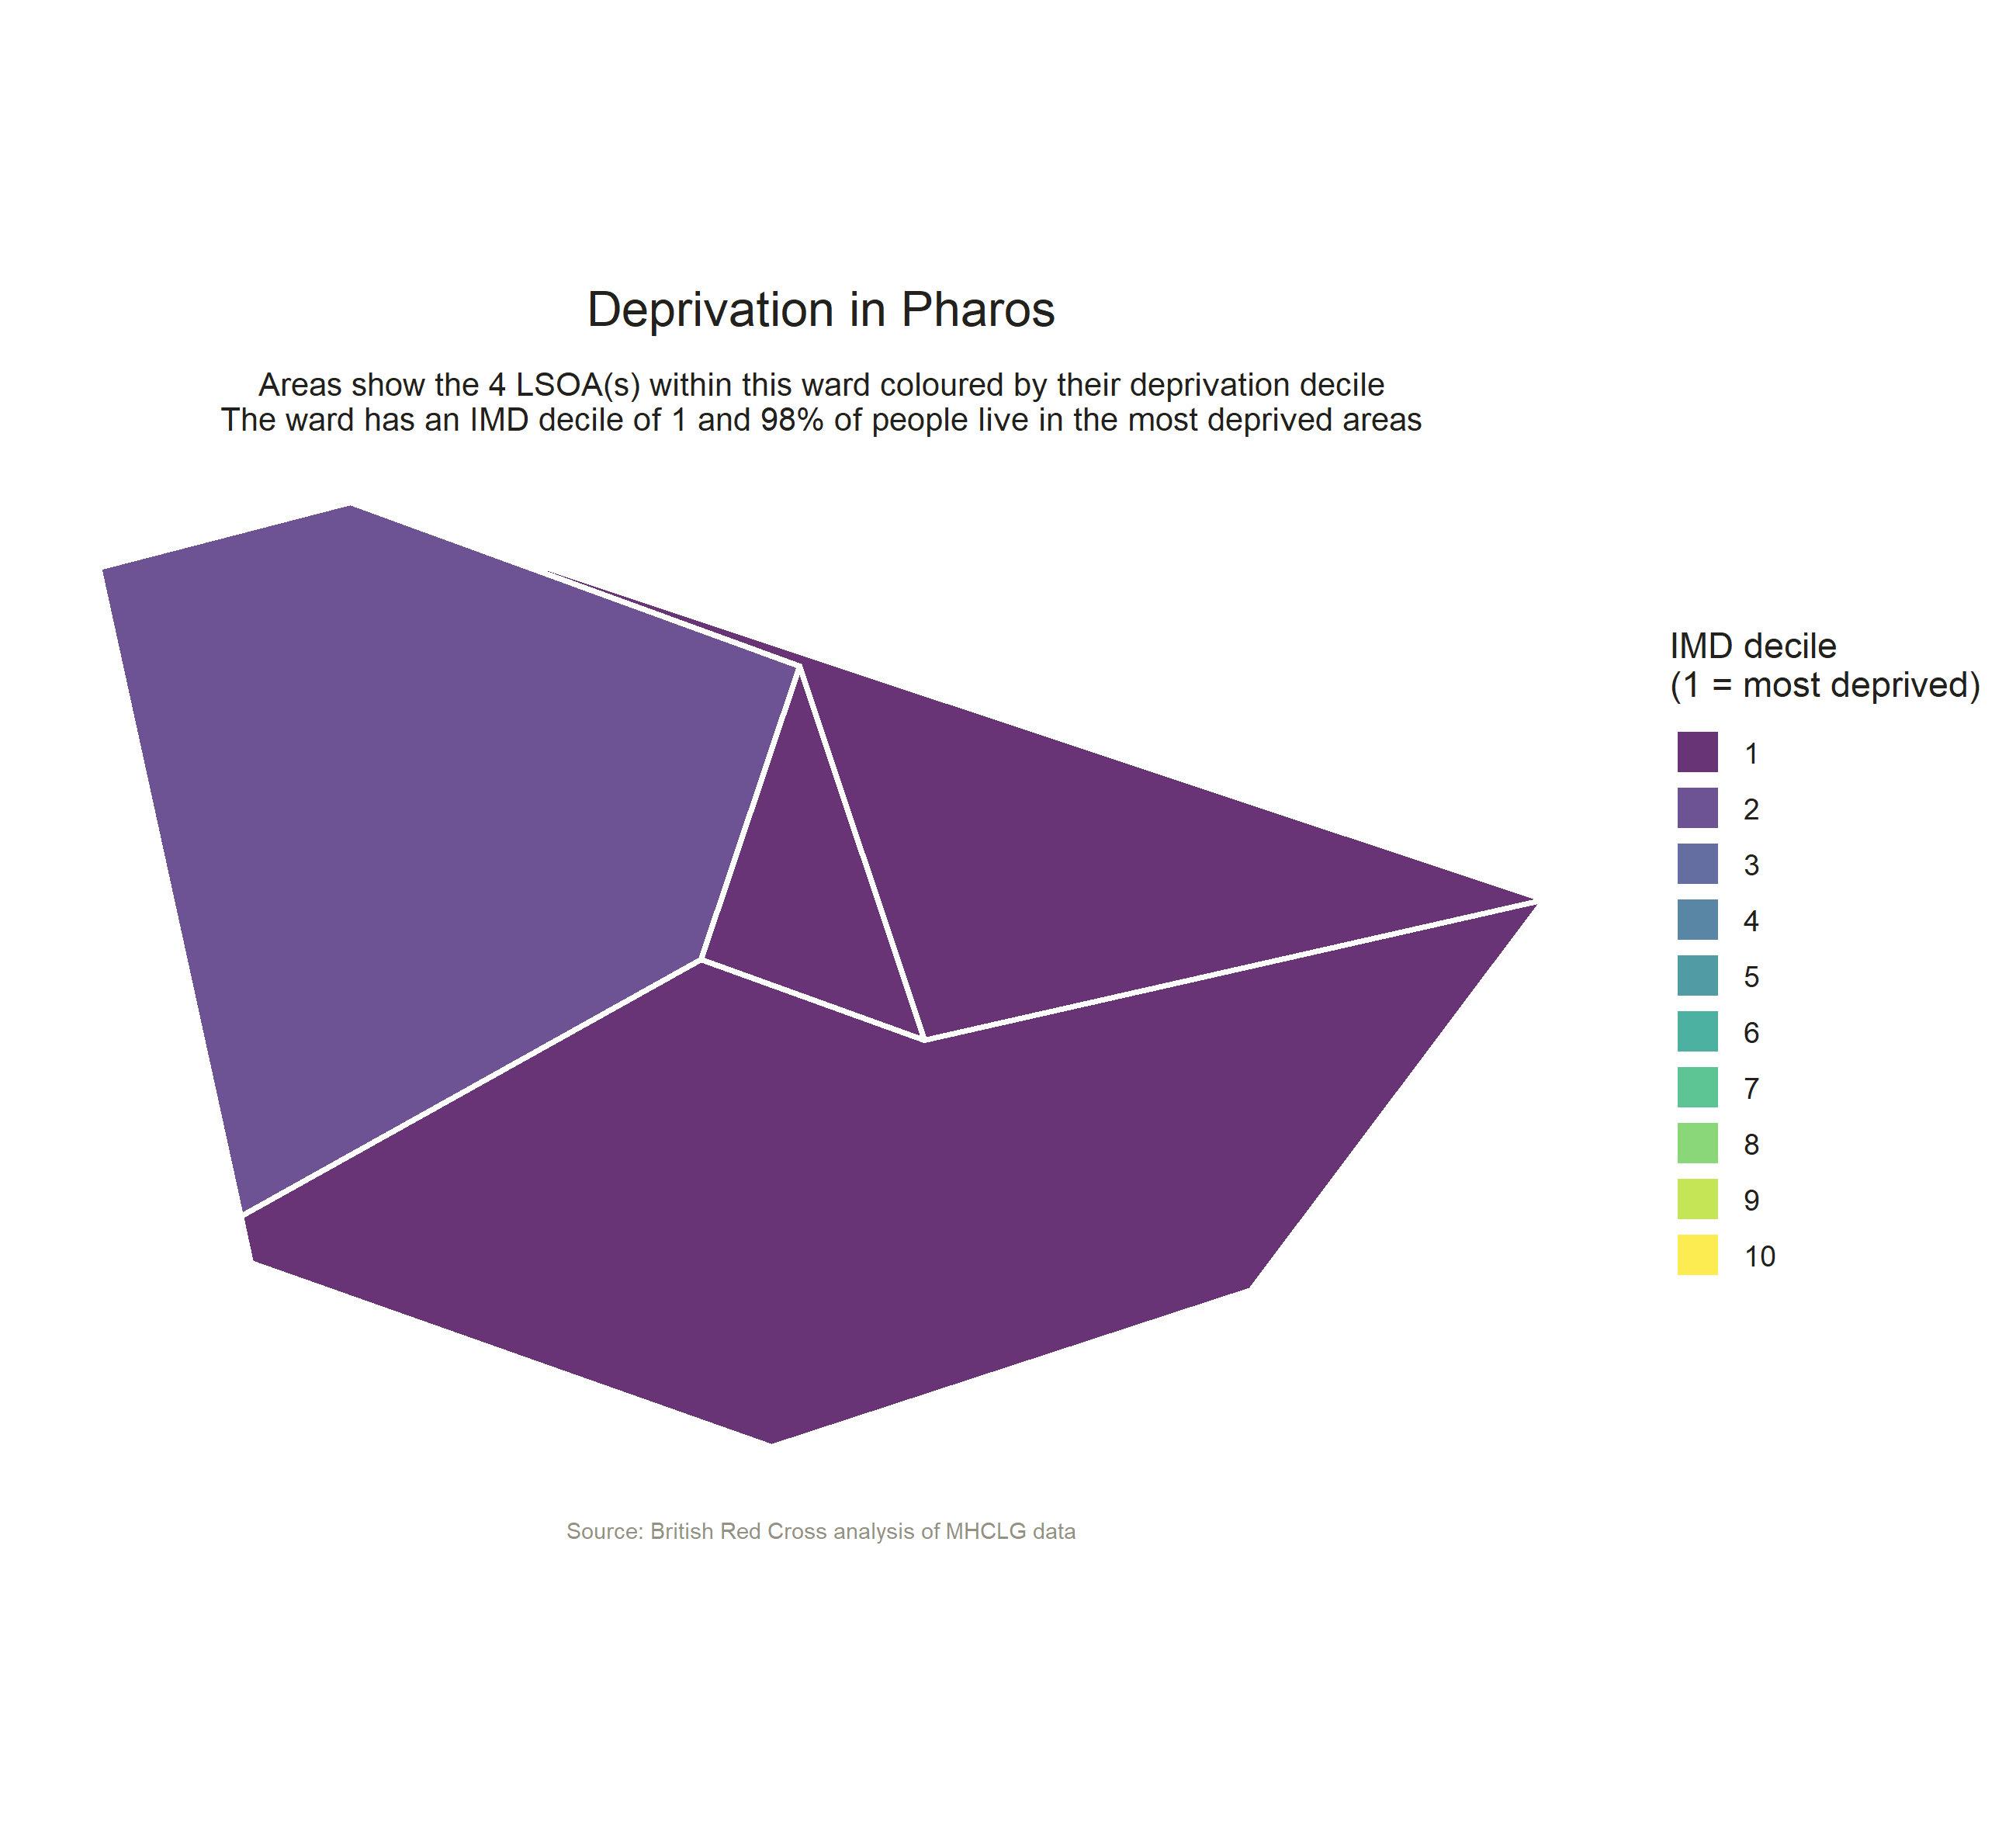 Deprivation in Pharos
Areas show the 4 LSOA(s) within this ward coloured by their deprivation decile
The ward has an IMD decile of 1 and 98% of people live in the most deprived areas
IMD decile
(1 = most deprived)
1
2
3
4
5
6
7
8
9
10
Source: British Red Cross analysis of MHCLG data